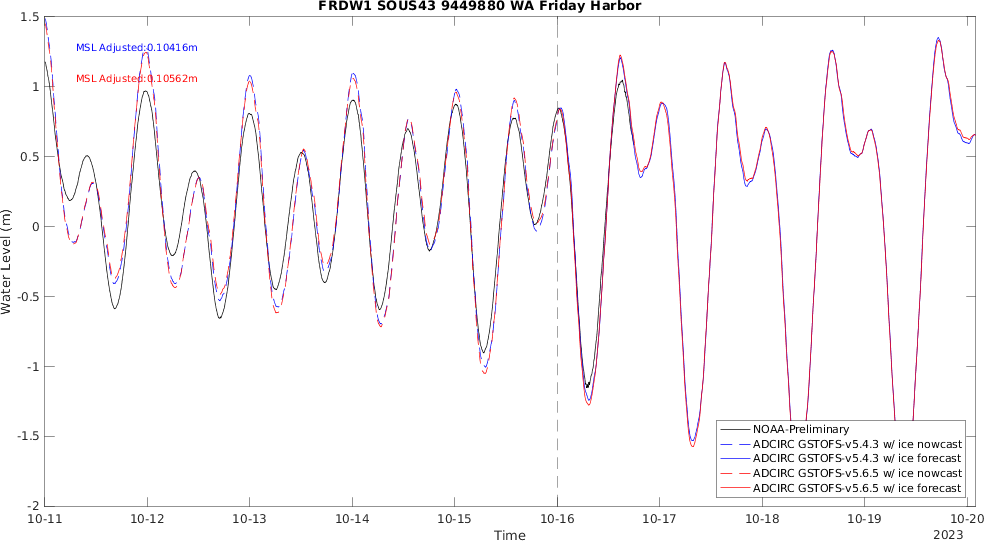 FRDW1 SOUS43 9449880 WA Friday Harbor
MSL Adjusted:0.10416m
MSL Adjusted:0.10562m
Water Level (m)
1.5
1
0.5
0
-0.5
-1
-1.5
-2
NOAA-Preliminary
ADCIRC GSTOFS-v5.4.3 w/ ice nowcast
ADCIRC GSTOFS-v5.4.3 w/ ice forecast
ADCIRC GSTOFS-v5.6.5 w/ ice nowcast
ADCIRC GSTOFS-v5.6.5 w/ ice forecast
10-11 10-12 10-13 10-14 10-15 10-16 10-17 10-18 10-19 10-20
Time
2023